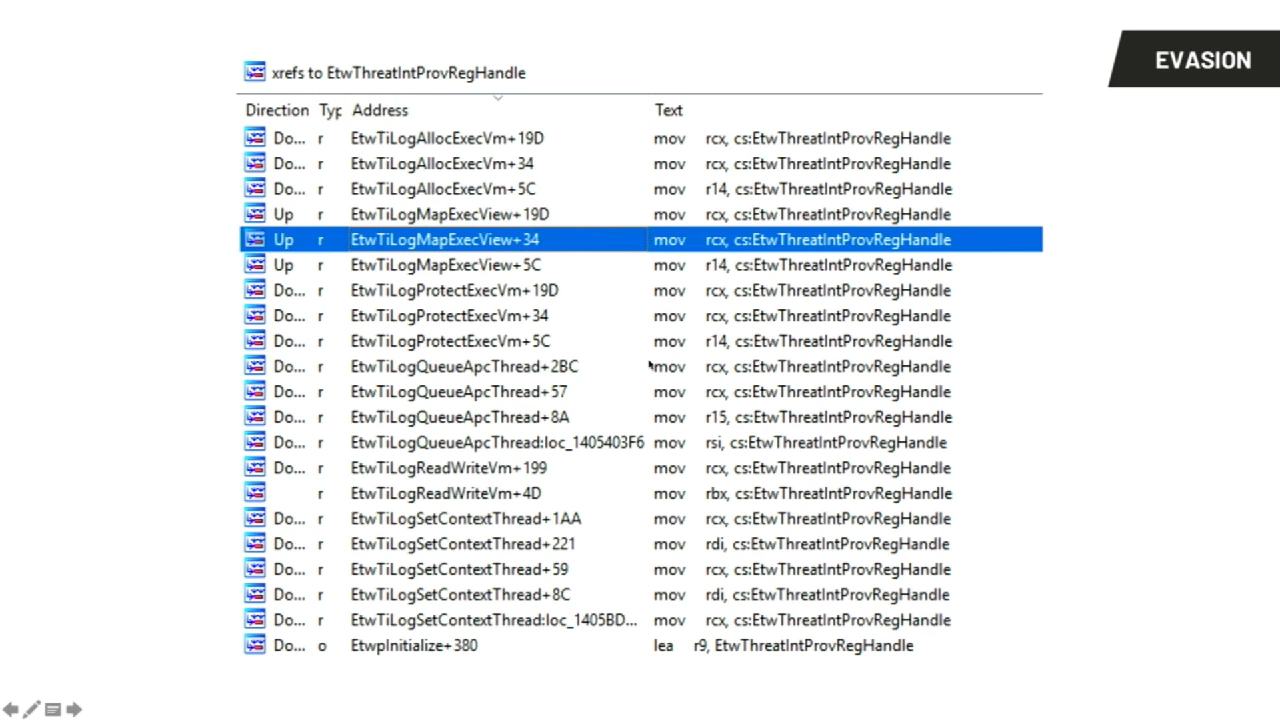 EVASION
xrefs to EtwThreatIntProvRegHandle
Direction Typ Address Text
Do... r EtwTiLogAllocExecVm+19D mov rcx, cs:EtwThreatIntProvRegHandle
Do... r EtwTiLogAllocExecVm+34 mov rcx, cs:EtwThreatIntProvRegHandle
Do... r EtwTiLogAllocExecVm+5C mov r14, cs:EtwThreatIntProvRegHandle
Up r EtwTiLogMapExecView+19D mov rcx, cs:EtwThreatIntProvRegHandle
Up r EtwTiLogMapExecView+34 mov rcx, cs:EtwThreatIntProvRegHandle
Up r EtwTiLogMapExecView+5C mov r14, cs:EtwThreatIntProvRegHandle
Do... r EtwTiLogProtectExecVm+19D mov rcx, cs:EtwThreatIntProvRegHandle
Do... r EtwTiLogProtectExecVm+34 mov rcx, cs:EtwThreatIntProvRegHandle
Do... r EtwTiLogProtectExecVm+5C mov r14, cs:EtwThreatIntProvRegHandle
Do... r EtwTiLogQueueApcThread+2BC mov rcx, cs:EtwThreatIntProvRegHandle
Do... r EtwTiLogQueueApcThread+57 mov rcx, cs:EtwThreatIntProvRegHandle
Do... r EtwTiLogQueueApcThread+8A mov r15, cs:EtwThreatIntProvRegHandle
Do... r EtwTiLogQueueApcThread:loc_1405403F6 mov rsi, cs:EtwThreatIntProvRegHandle
Do... r EtwTiLogReadWriteVm+199 mov rcx, cs:EtwThreatIntProvRegHandle
r EtwTiLogReadWriteVm+4D mov rbx, cs:EtwThreatIntProvRegHandle
Do... r EtwTiLogSetContextThread+1AA mov rcx, cs:EtwThreatIntProvRegHandle
Do... r EtwTiLogSetContextThread+221 mov rdi, cs:EtwThreatIntProvRegHandle
Do... r EtwTiLogSetContextThread+59 mov rcx, cs:EtwThreatIntProvRegHandle
Do... r EtwTiLogSetContextThread+8C mov rdi, cs:EtwThreatIntProvRegHandle
Do... r EtwTiLogSetContextThread:loc_1405BD... mov rcx, cs:EtwThreatIntProvRegHandle
Do... o EtwpInitialize+380 lea r9, EtwThreatIntProvRegHandle